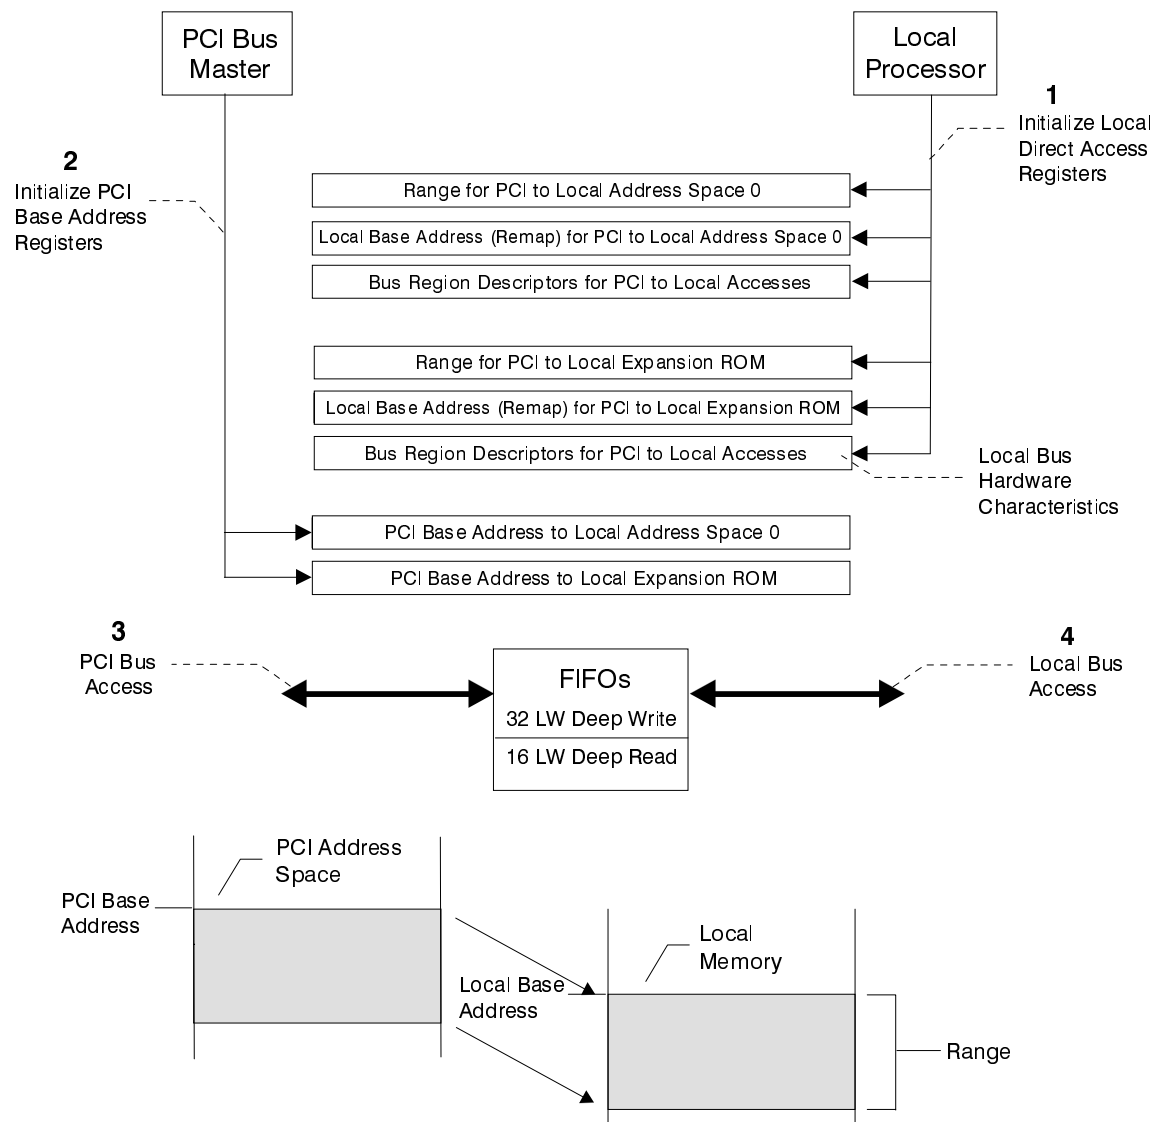 PCI Bus
Master
Local
Processor
1
Initialize Local
Direct Access
Registers
2
Initialize PCI
Base Address
Registers
Range for PCI to Local Address Space 0
Local Base Address (Remap) for PCI to Local Address Space 0
Bus Region Descriptors for PCI to Local Accesses
Range for PCI to Local Expansion ROM
Local Base Address (Remap) for PCI to Local Expansion ROM
Bus Region Descriptors for PCI to Local Accesses
Local Bus
Hardware
Characteristics
PCI Base Address to Local Address Space 0
PCI Base Address to Local Expansion ROM
3
PCI Bus
Access
FIFOs
32 LW Deep Write
16 LW Deep Read
4
Local Bus
Access
PCI Address
Space
PCI Base
Address
Local
Memory
Local Base
Address
Range